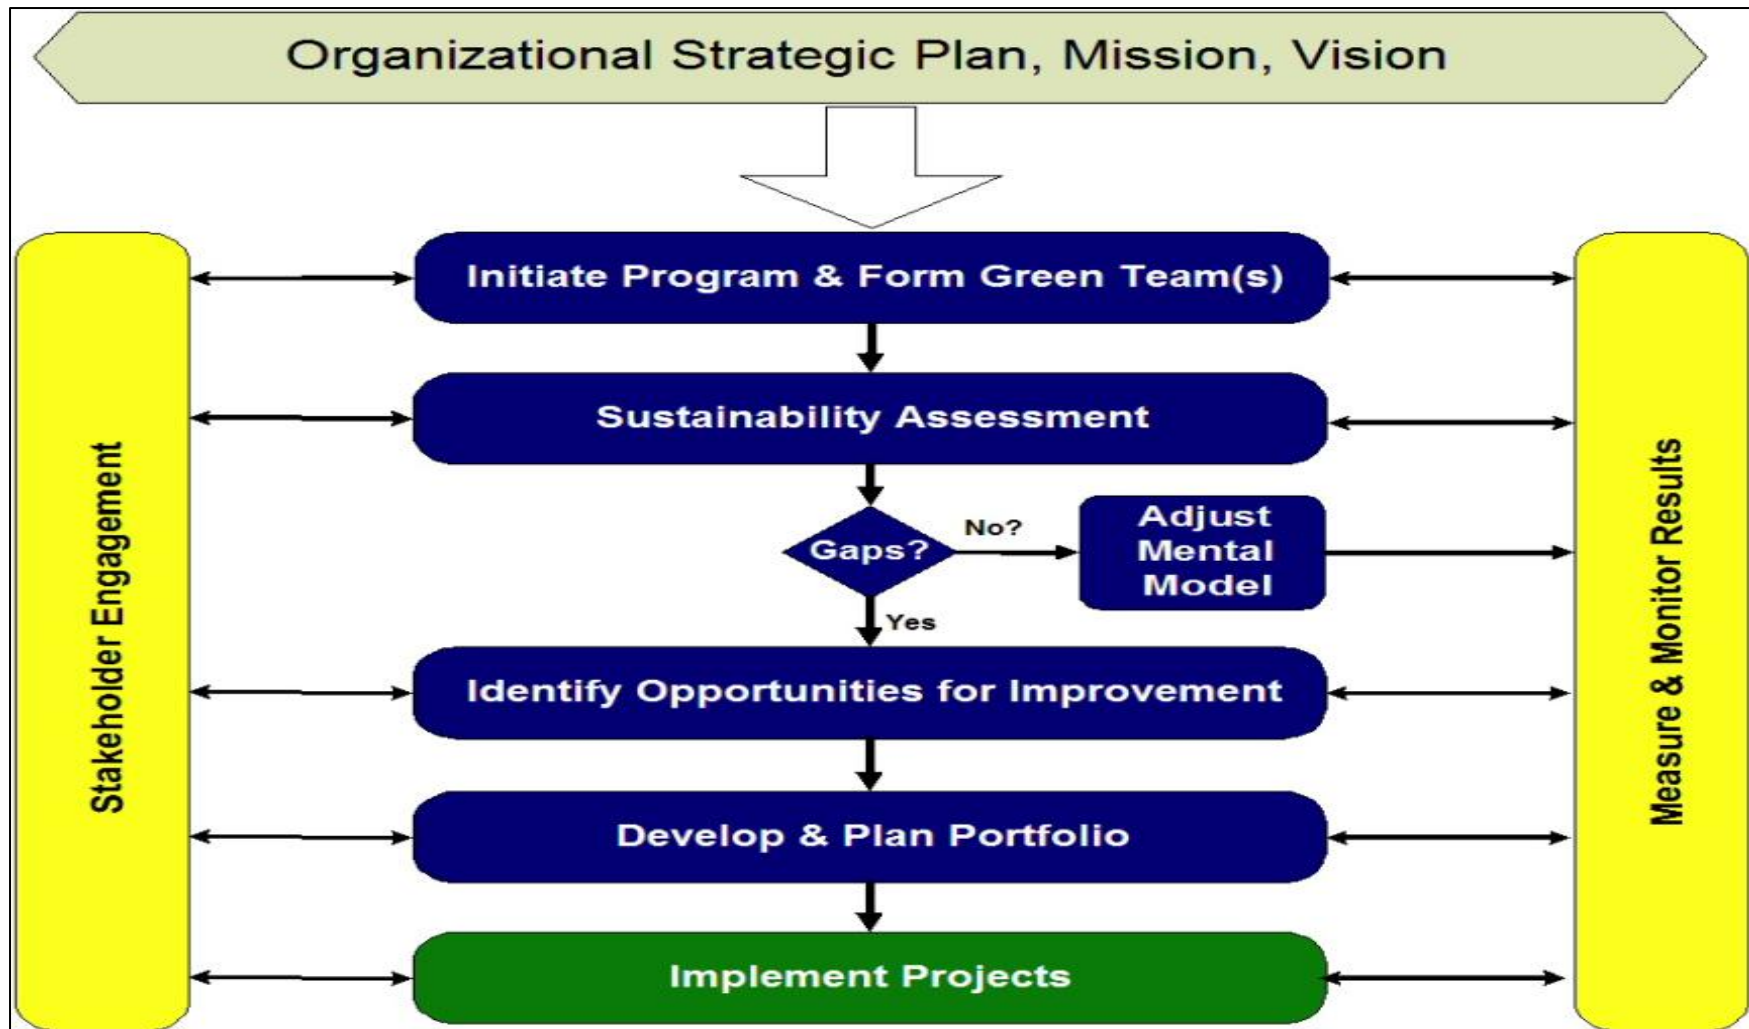 Organizational Strategic Plan, Mission, Vision
Initiate Program & Form Green Team(s)
Sustainability Assessment
Gaps?
No?
Adjust
Mental
Model
Yes
Identify Opportunities for Improvement
Develop & Plan Portfolio
Implement Projects
Stakeholder Engagement
Measure & Monitor Results